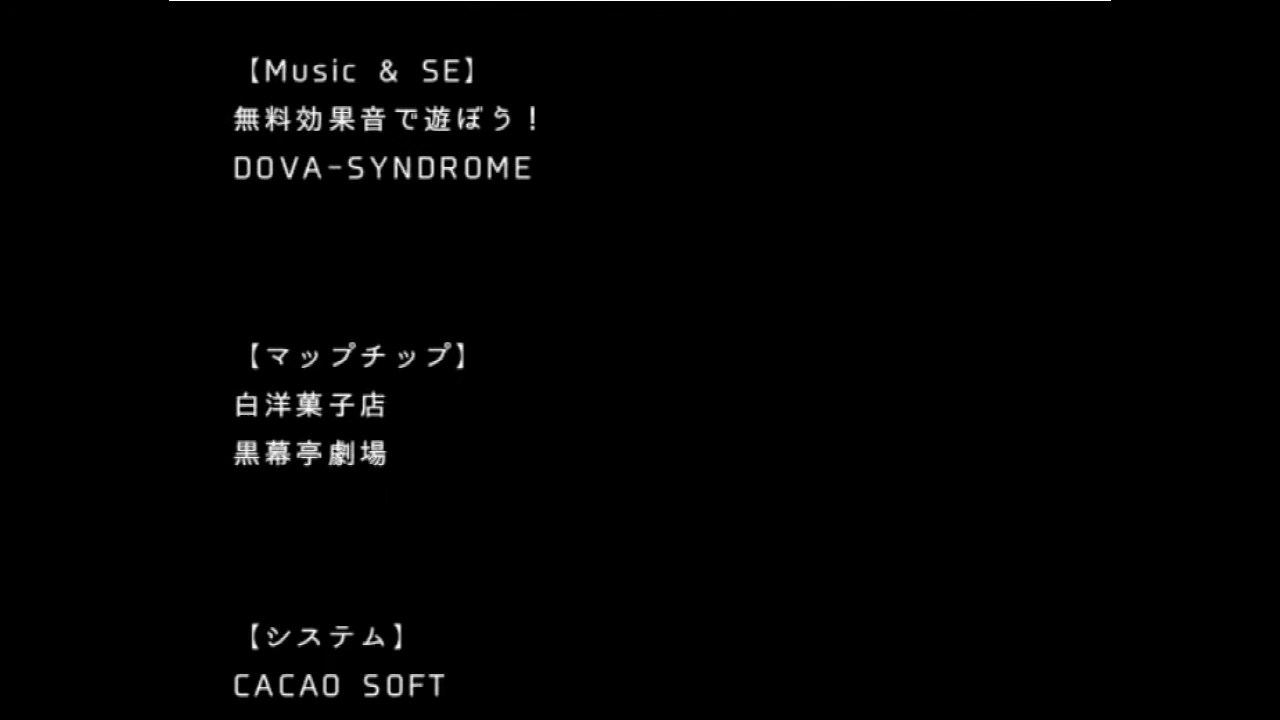 【Music & SE】
無料効果音で遊ぼう！
DOVA-SYNDROME
【マップチップ】
白洋菓子店
黒幕亭劇場
【システム】
CACAO SOFT